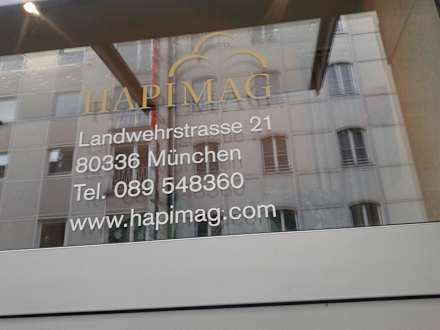 HAPIMAG
Landwehrstrasse 21
80336 München
Tel. 089 548360
www.hapimag.com